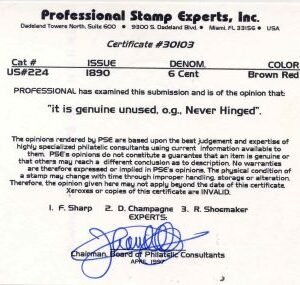 Professional Stamp Experts, Inc.
Dadeland Towers North, Suite 600 • 9300 S. Dadeland Blvd. • Miami, FL 33156 • USA
Certificate #30103
Cat # ISSUE DENOM. COLOR
US#224 1890 6 Cent Brown Red
PROFESSIONAL has examined this submission and is of the opinion that:
"it is genuine unused, o.g., Never Hinged".
The opinions rendered by PSE are based upon the best judgement and expertise of
highly specialized philatelic consultants using current information available to
them. PSE's opinions do not constitute a guarantee that an item is genuine or
that others may reach a different conclusion as to description. No warranties
are therefore expressed or implied in PSE's opinions. The physical condition of
a stamp may change with time through improper handling, storing or alteration.
Therefore, the opinion given here may not apply beyond the date of this certificate.
Xeroxes or copies of this certificate are INVALID.
1. F. Sharp 2. D. Champagne 3. R. Shoemaker
EXPERTS:
Chairman, Board of Philatelic Consultants
APRIL 1997